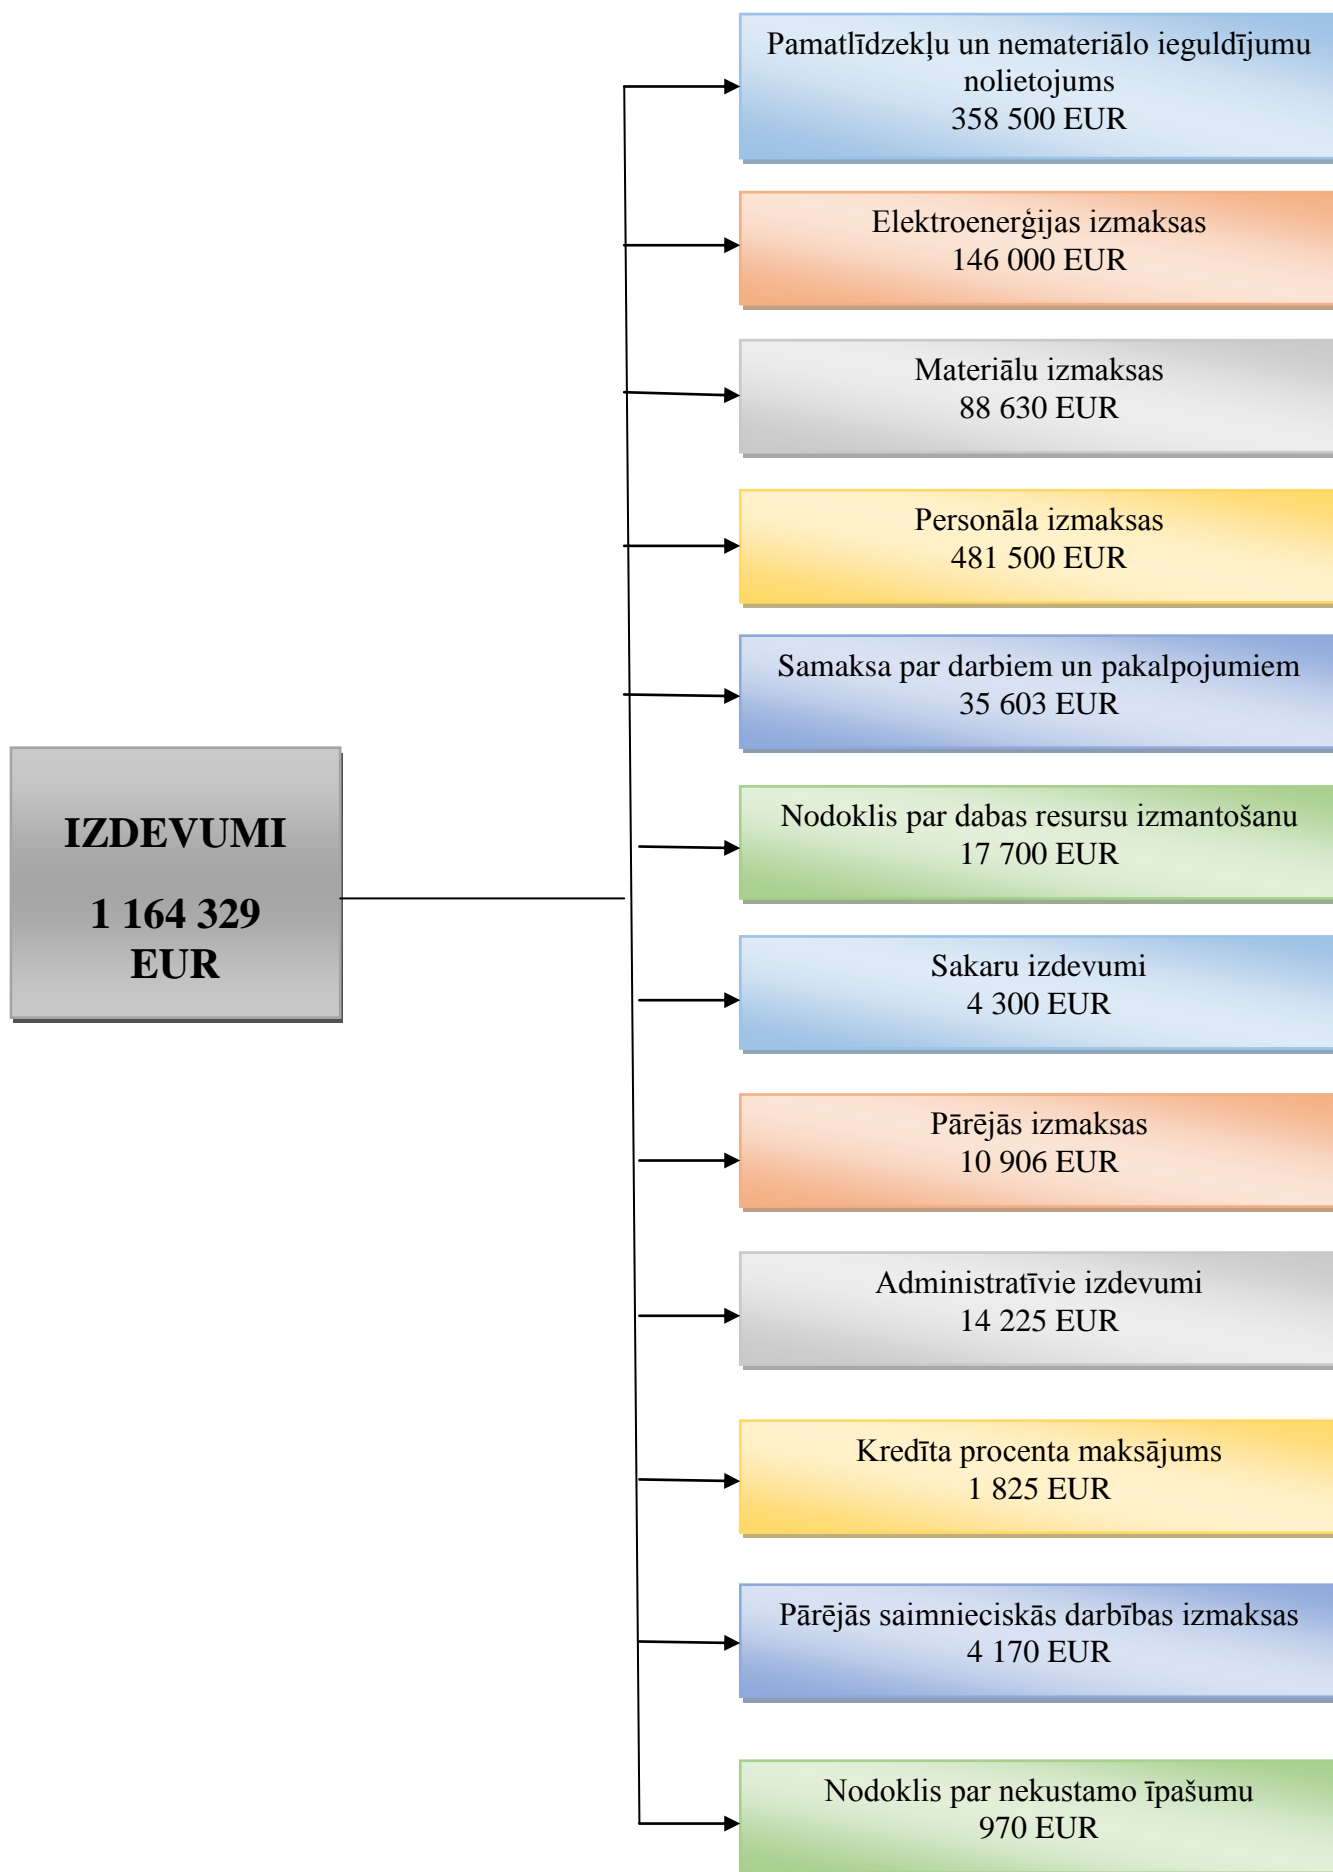 Pamatlīdzekļu un nemateriālo ieguldījumu
nolietojums
358 500 EUR
Elektroenerģijas izmaksas
146 000 EUR
Materiālu izmaksas
88 630 EUR
Personāla izmaksas
481 500 EUR
Samaksa par darbiem un pakalpojumiem
35 603 EUR
IZDEVUMI
1 164 329
EUR
Nodoklis par dabas resursu izmantošanu
17 700 EUR
Sakaru izdevumi
4 300 EUR
Pārējās izmaksas
10 906 EUR
Administratīvie izdevumi
14 225 EUR
Kredīta procenta maksājums
1 825 EUR
Pārējās saimnieciskās darbības izmaksas
4 170 EUR
Nodoklis par nekustamo īpašumu
970 EUR